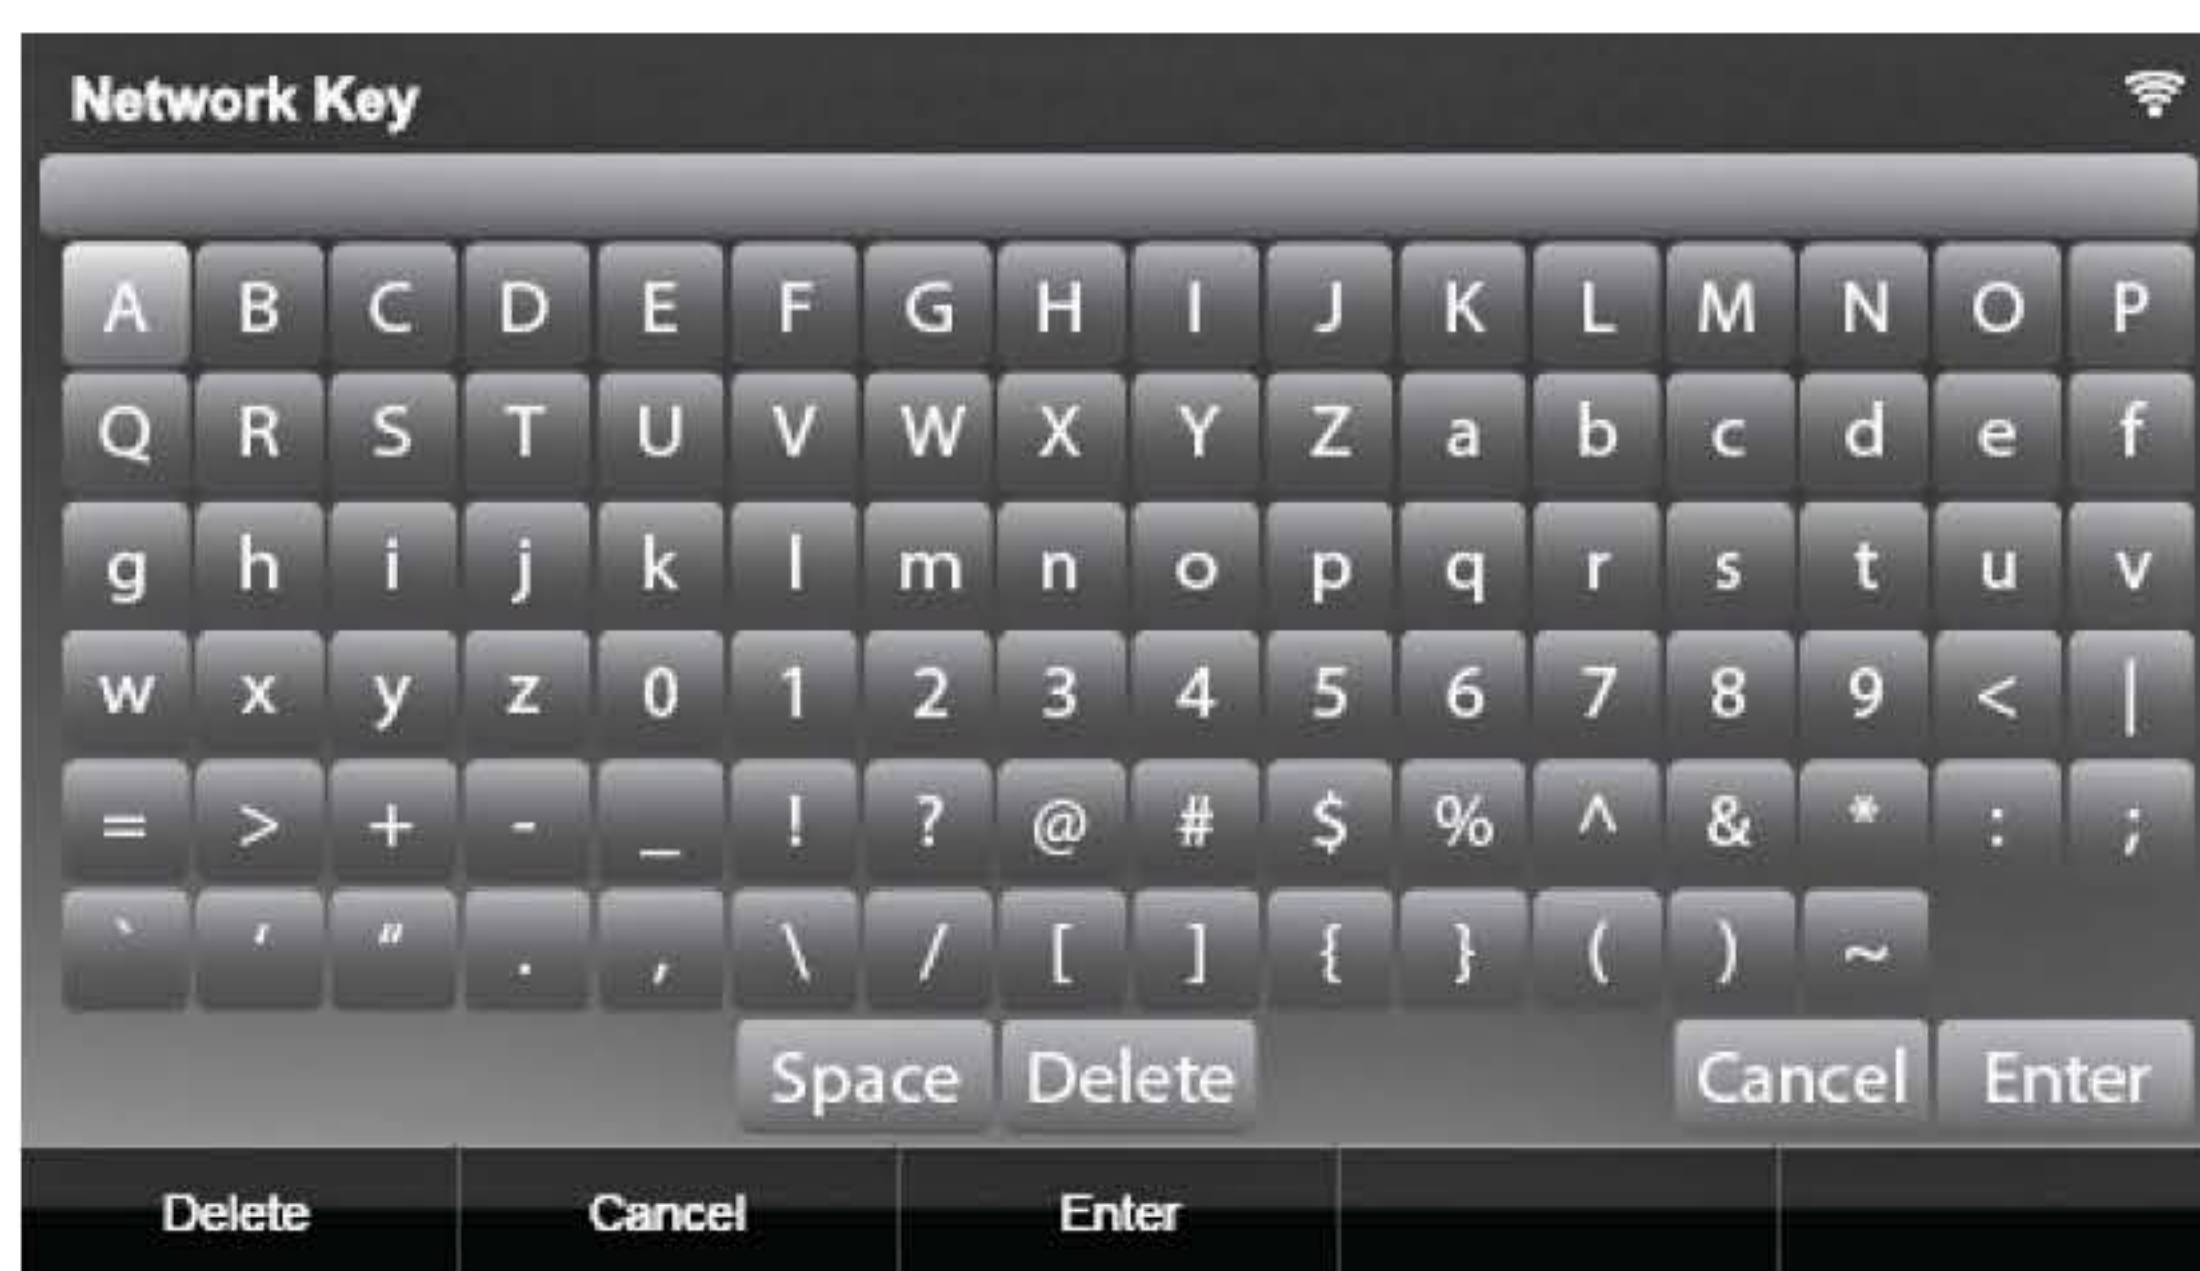 Network Key
A B C D E F G H I J K L M N O P
Q R S T U V W X Y Z a b c d e f
g h i j k l m n o p q r s t u v
w x y z 0 1 2 3 4 5 6 7 8 9 < |
= > + - _ ! ? @ # $ % ^ & * : ;
` ' " . , \ / [ ] { } ( ) ~
Space Delete Cancel Enter
Delete Cancel Enter